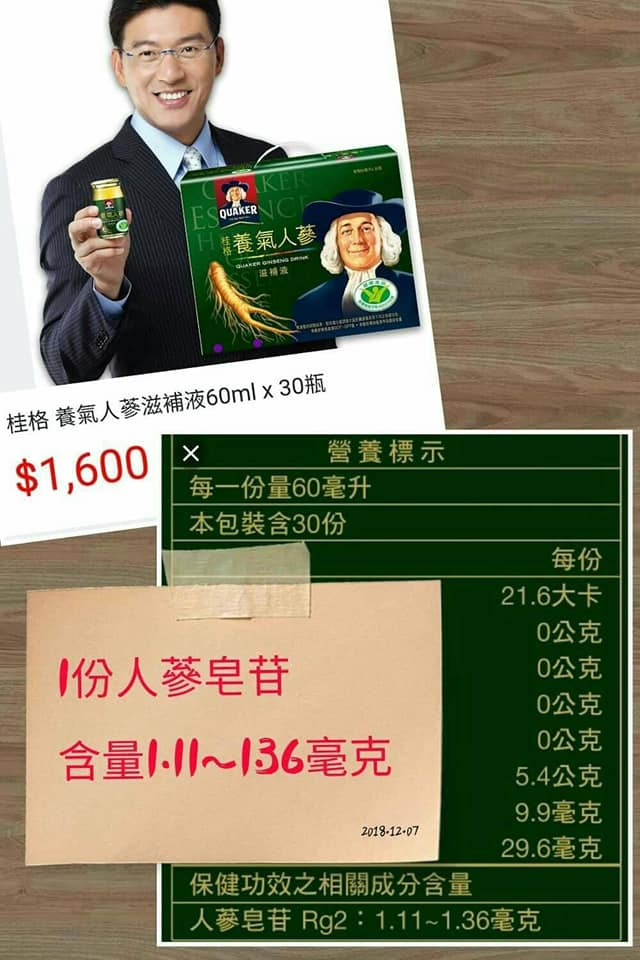 QUAKER
桂格
養氣人蔘
QUAKER GINSENG DRINK
滋補液
桂格 養氣人蔘滋補液60ml x 30瓶
$1,600
營養標示
每一份量60毫升
本包裝含30份
每份
21.6大卡
0公克
0公克
0公克
0公克
5.4公克
9.9毫克
29.6毫克
1份人蔘皂苷
含量1.11~1.36毫克
2018.12.07
保健功效之相關成分含量
人蔘皂苷 Rg2：1.11~1.36毫克